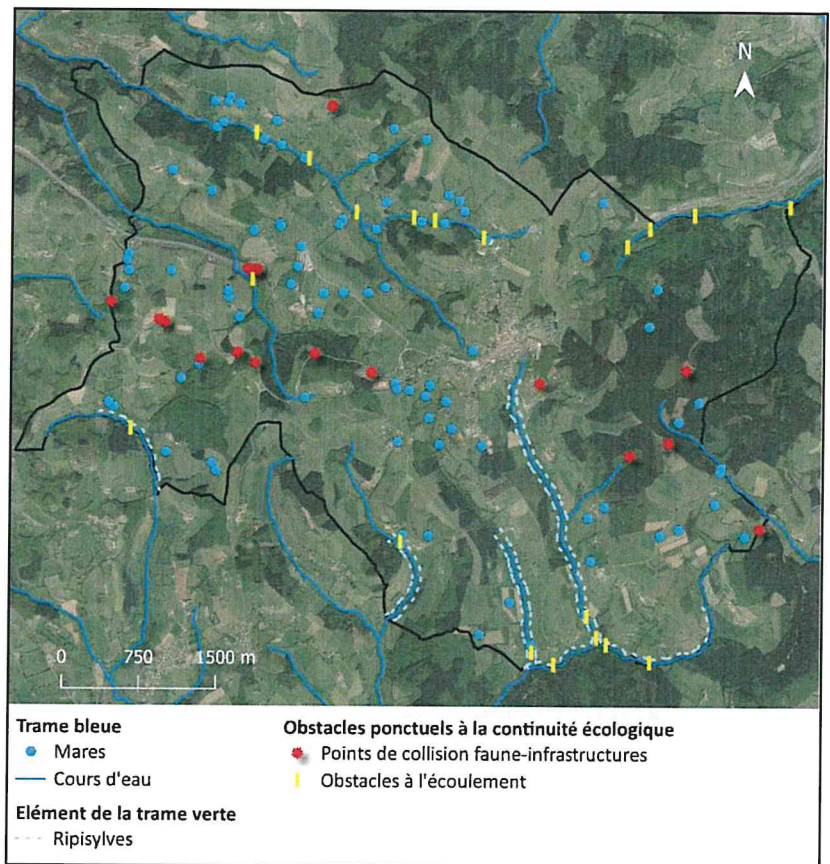 N
0 750 1500 m
Trame bleue
Mares
Cours d'eau
Elément de la trame verte
Ripisylves
Obstacles ponctuels à la continuité écologique
Points de collision faune-infrastructures
Obstacles à l'écoulement